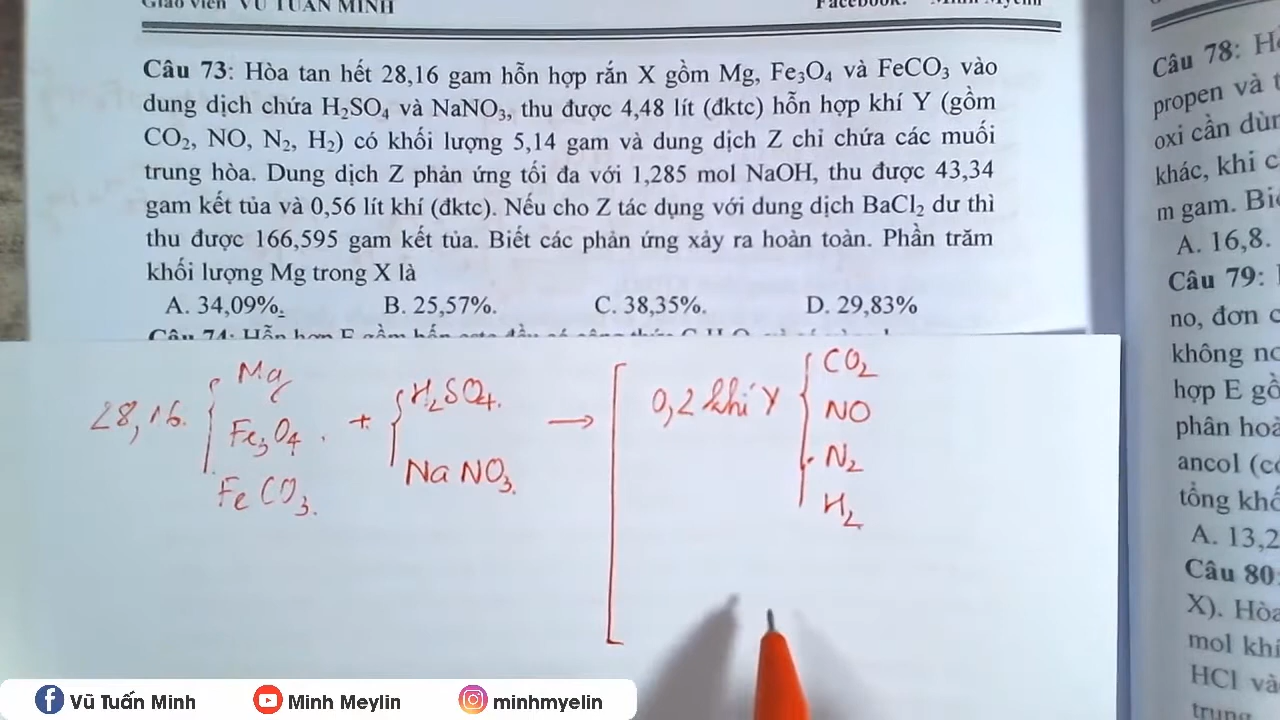 Giáo viên VŨ TUẤN MINH
Facebook:
Câu 73: Hòa tan hết 28,16 gam hỗn hợp rắn X gồm Mg, Fe₃O₄ và FeCO₃ vào
dung dịch chứa H₂SO₄ và NaNO₃, thu được 4,48 lít (đktc) hỗn hợp khí Y (gồm
CO₂, NO, N₂, H₂) có khối lượng 5,14 gam và dung dịch Z chỉ chứa các muối
trung hòa. Dung dịch Z phản ứng tối đa với 1,285 mol NaOH, thu được 43,34
gam kết tủa và 0,56 lít khí (đktc). Nếu cho Z tác dụng với dung dịch BaCl₂ dư thì
thu được 166,595 gam kết tủa. Biết các phản ứng xảy ra hoàn toàn. Phần trăm
khối lượng Mg trong X là
A. 34,09%. B. 25,57%. C. 38,35%. D. 29,83%
Câu 74: Hỗn hợp E gồm
28,16. Mg
Fe₃O₄
FeCO₃.
+ H₂SO₄.
NaNO₃.
→ 0,2 khí Y
CO₂
NO
N₂
H₂
Câu 78:
propen và
oxi cần dùn
khác, khi c
m gam.
A. 16,8.
Câu 79:
no, đơn c
không no
hợp E gồ
phân hoà
ancol (có
tổng khố
A. 13,2
Câu 80:
X). Hòa
mol khí
HCl và
trung
Vũ Tuấn Minh
Minh Meylin
minhmyelin